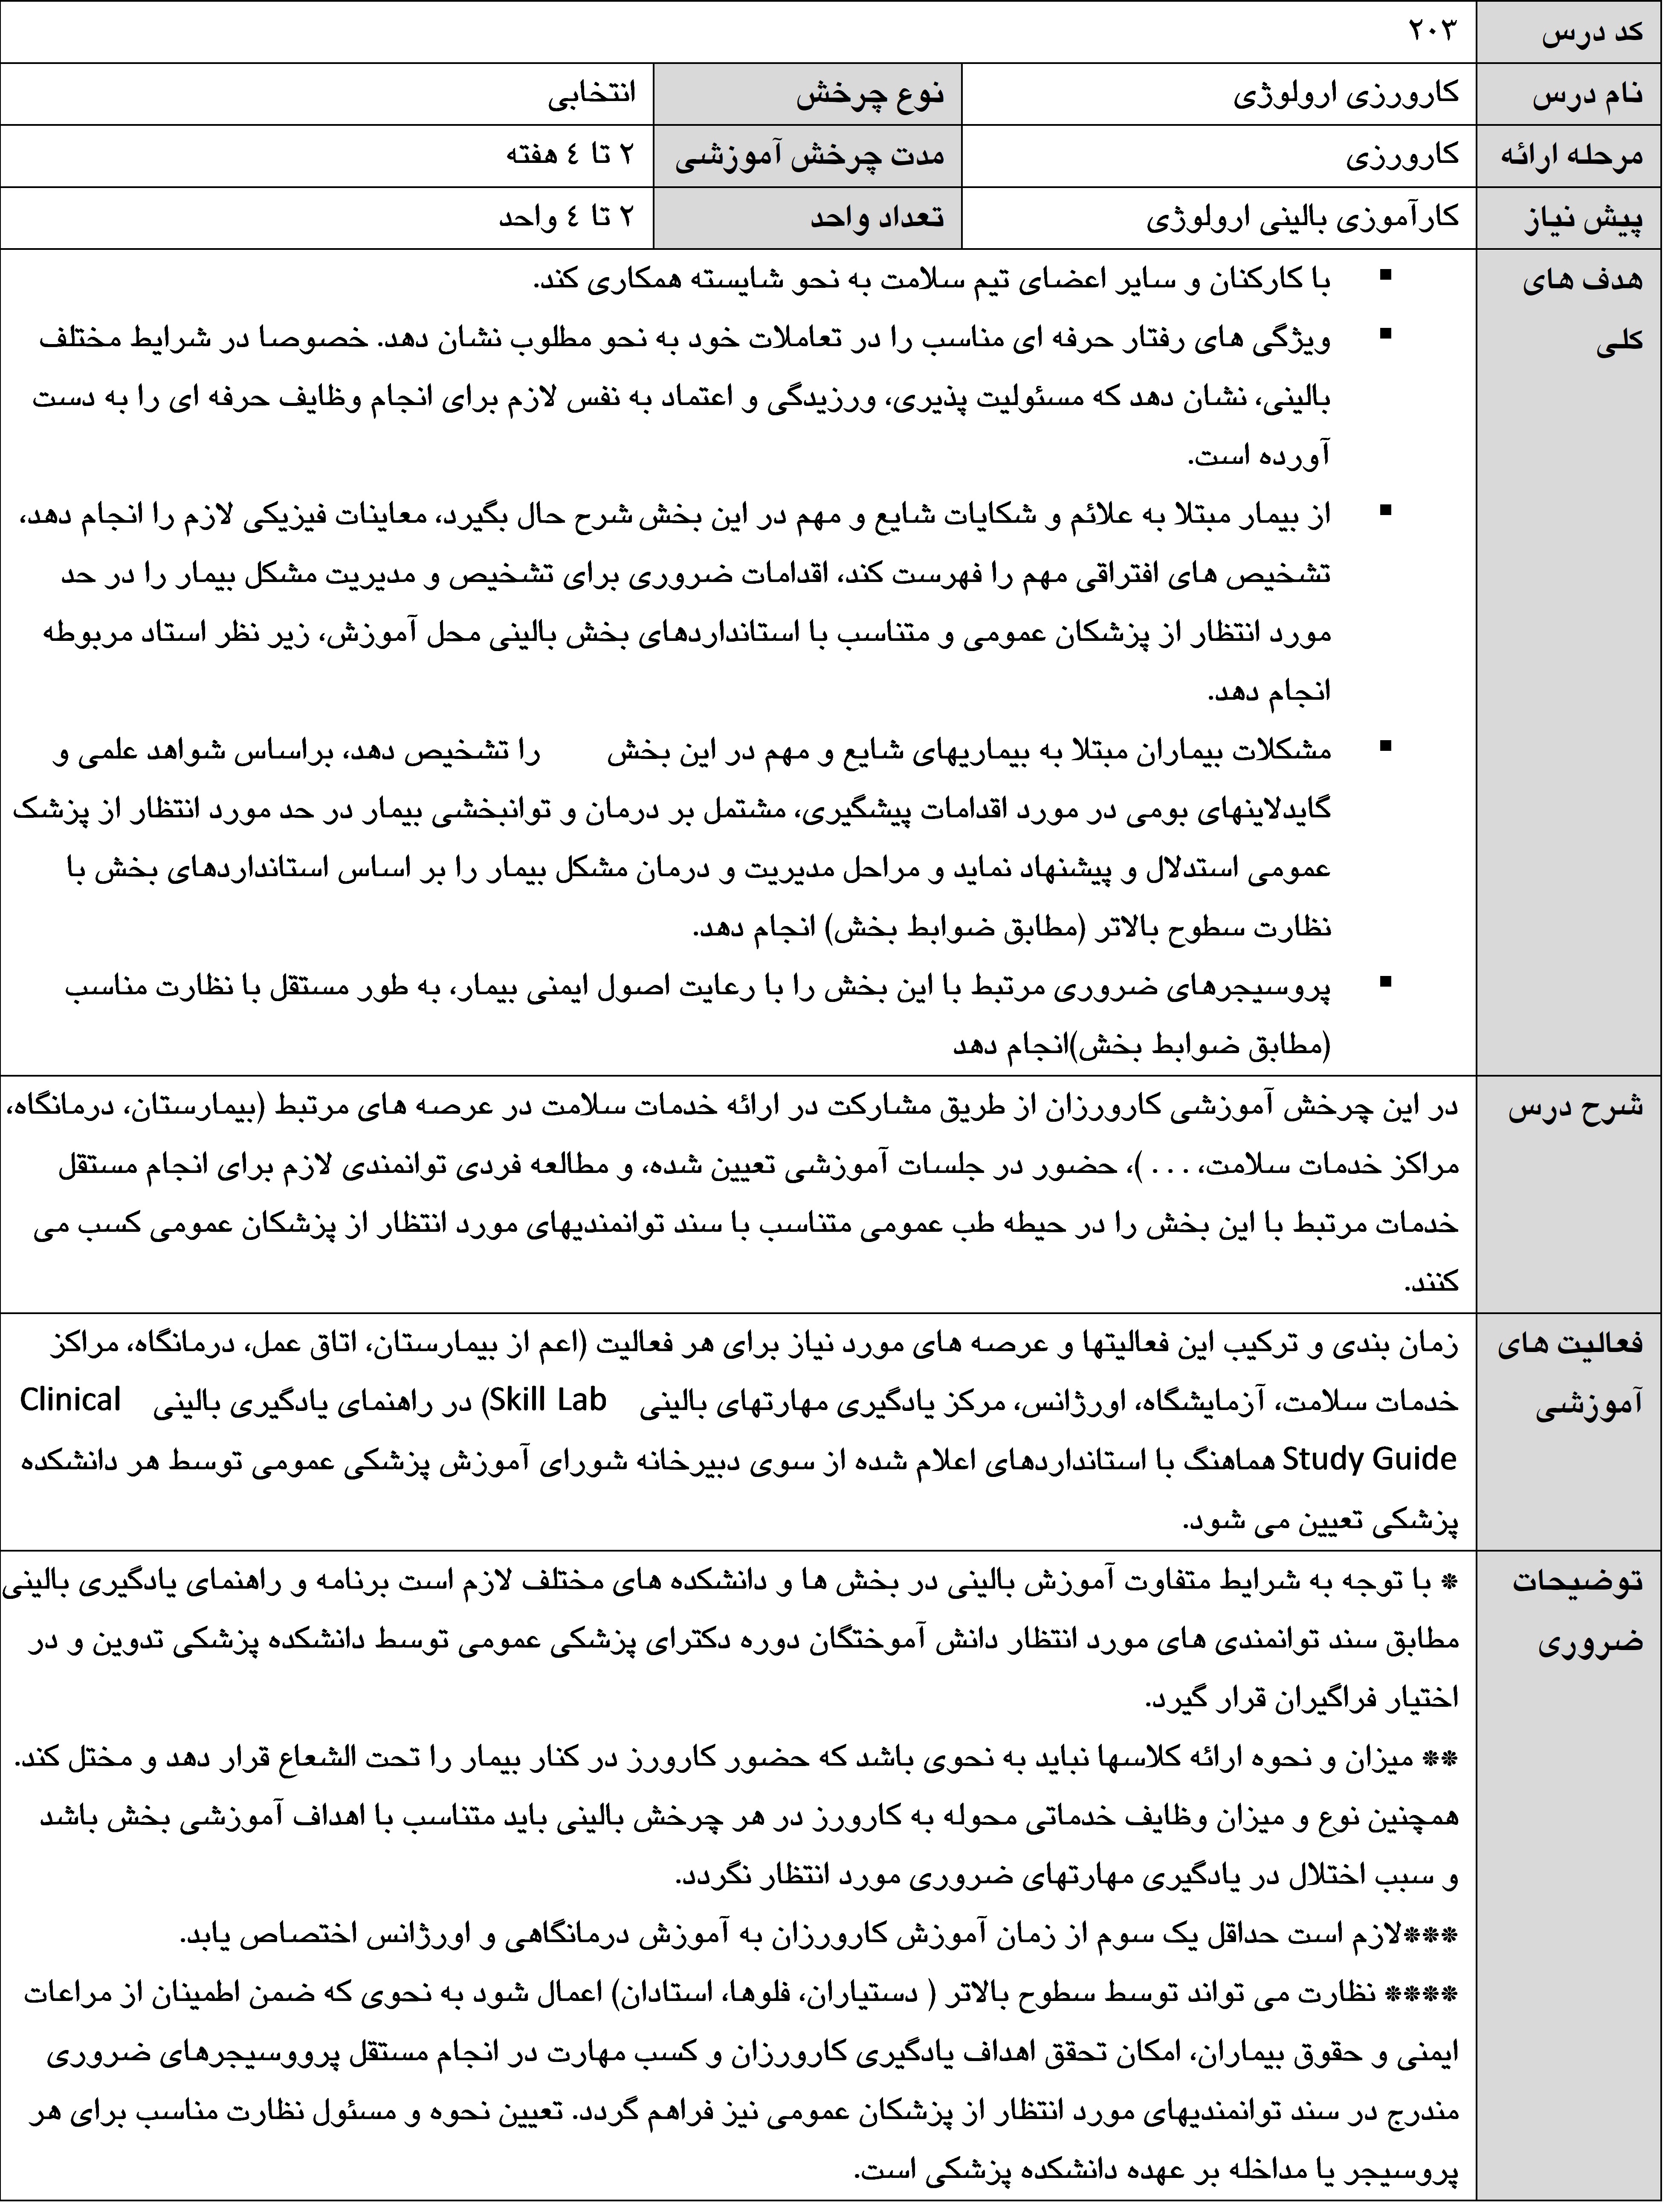 کد درس ۲۰۳
نام درس کارورزی ارولوژی نوع چرخش انتخابی
مرحله ارائه کارورزی مدت چرخش آموزشی ۲ تا ٤ هفته
پیش نیاز کارآموزی بالینی ارولوژی تعداد واحد ۲ تا ٤ واحد
هدف های
کلی
▪ با کارکنان و سایر اعضای تیم سلامت به نحو شایسته همکاری کند.
▪ ویژگی های رفتار حرفه ای مناسب را در تعاملات خود به نحو مطلوب نشان دهد. خصوصا در شرایط مختلف
بالینی، نشان دهد که مسئولیت پذیری، ورزیدگی و اعتماد به نفس لازم برای انجام وظایف حرفه ای را به دست
آورده است.
▪ از بیمار مبتلا به علائم و شکایات شایع و مهم در این بخش شرح حال بگیرد، معاینات فیزیکی لازم را انجام دهد،
تشخیص های افتراقی مهم را فهرست کند، اقدامات ضروری برای تشخیص و مدیریت مشکل بیمار را در حد
مورد انتظار از پزشکان عمومی و متناسب با استانداردهای بخش بالینی محل آموزش، زیر نظر استاد مربوطه
انجام دهد.
▪ مشکلات بیماران مبتلا به بیماریهای شایع و مهم در این بخش را تشخیص دهد، براساس شواهد علمی و
گایدلاینهای بومی در مورد اقدامات پیشگیری، مشتمل بر درمان و توانبخشی بیمار در حد مورد انتظار از پزشک
عمومی استدلال و پیشنهاد نماید و مراحل مدیریت و درمان مشکل بیمار را بر اساس استانداردهای بخش با
نظارت سطوح بالاتر (مطابق ضوابط بخش) انجام دهد.
▪ پروسیجرهای ضروری مرتبط با این بخش را با رعایت اصول ایمنی بیمار، به طور مستقل با نظارت مناسب
(مطابق ضوابط بخش)انجام دهد
شرح درس
در این چرخش آموزشی کارورزان از طریق مشارکت در ارائه خدمات سلامت در عرصه های مرتبط (بیمارستان، درمانگاه،
مراکز خدمات سلامت، . . . )، حضور در جلسات آموزشی تعیین شده، و مطالعه فردی توانمندی لازم برای انجام مستقل
خدمات مرتبط با این بخش را در حیطه طب عمومی متناسب با سند توانمندیهای مورد انتظار از پزشکان عمومی کسب می
کنند.
فعالیت های
آموزشی
زمان بندی و ترکیب این فعالیتها و عرصه های مورد نیاز برای هر فعالیت (اعم از بیمارستان، اتاق عمل، درمانگاه، مراکز
خدمات سلامت، آزمایشگاه، اورژانس، مرکز یادگیری مهارتهای بالینی Skill Lab) در راهنمای یادگیری بالینی Clinical
Study Guide هماهنگ با استانداردهای اعلام شده از سوی دبیرخانه شورای آموزش پزشکی عمومی توسط هر دانشکده
پزشکی تعیین می شود.
توضیحات
ضروری
* با توجه به شرایط متفاوت آموزش بالینی در بخش ها و دانشکده های مختلف لازم است برنامه و راهنمای یادگیری بالینی
مطابق سند توانمندی های مورد انتظار دانش آموختگان دوره دکترای پزشکی عمومی توسط دانشکده پزشکی تدوین و در
اختیار فراگیران قرار گیرد.
** میزان و نحوه ارائه کلاسها نباید به نحوی باشد که حضور کارورز در کنار بیمار را تحت الشعاع قرار دهد و مختل کند.
همچنین نوع و میزان وظایف خدماتی محوله به کارورز در هر چرخش بالینی باید متناسب با اهداف آموزشی بخش باشد
و سبب اختلال در یادگیری مهارتهای ضروری مورد انتظار نگردد.
***لازم است حداقل یک سوم از زمان آموزش کارورزان به آموزش درمانگاهی و اورژانس اختصاص یابد.
**** نظارت می تواند توسط سطوح بالاتر ( دستیاران، فلوها، استادان) اعمال شود به نحوی که ضمن اطمینان از مراعات
ایمنی و حقوق بیماران، امکان تحقق اهداف یادگیری کارورزان و کسب مهارت در انجام مستقل پرووسیجرهای ضروری
مندرج در سند توانمندیهای مورد انتظار از پزشکان عمومی نیز فراهم گردد. تعیین نحوه و مسئول نظارت مناسب برای هر
پروسیجر یا مداخله بر عهده دانشکده پزشکی است.